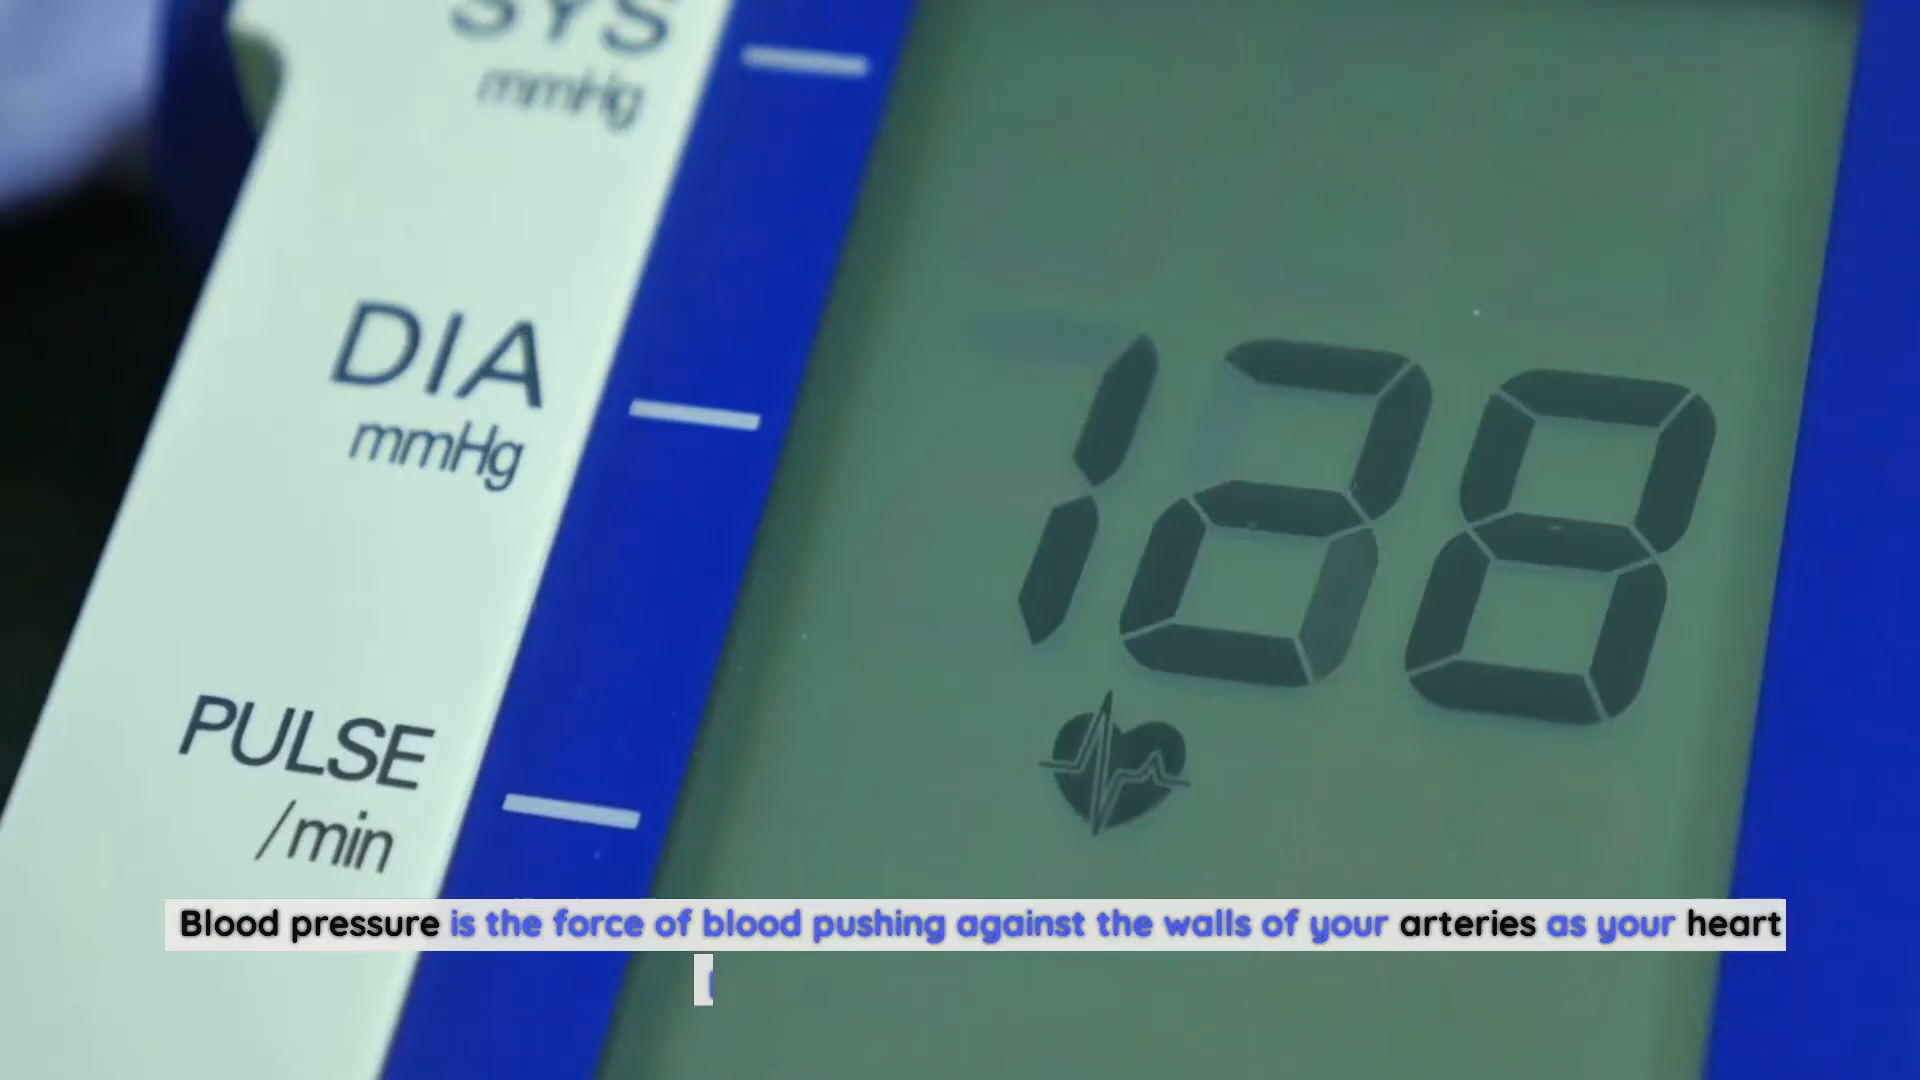 SYS
mmHg
DIA
mmHg
128
PULSE
/min
Blood pressure is the force of blood pushing against the walls of your arteries as your heart